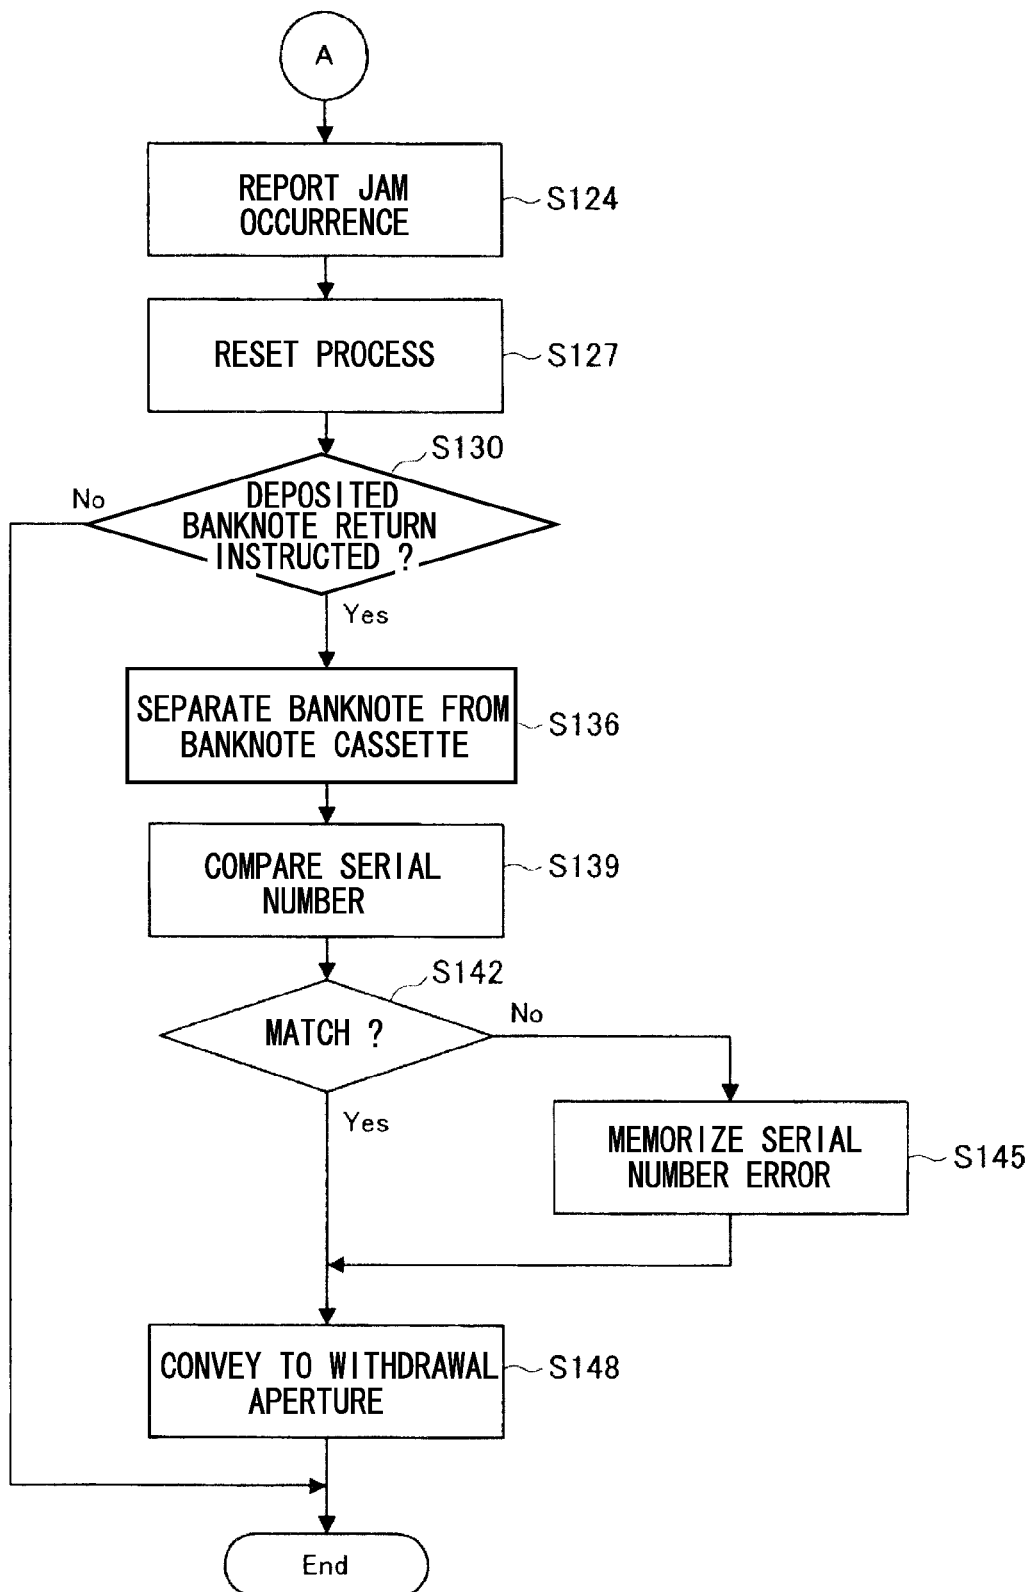 A
REPORT JAM
OCCURRENCE
S124
RESET PROCESS
S127
S130
No
DEPOSITED
BANKNOTE RETURN
INSTRUCTED ?
Yes
SEPARATE BANKNOTE FROM
BANKNOTE CASSETTE
S136
COMPARE SERIAL
NUMBER
S139
S142
MATCH ?
No
Yes
MEMORIZE SERIAL
NUMBER ERROR
S145
CONVEY TO WITHDRAWAL
APERTURE
S148
End